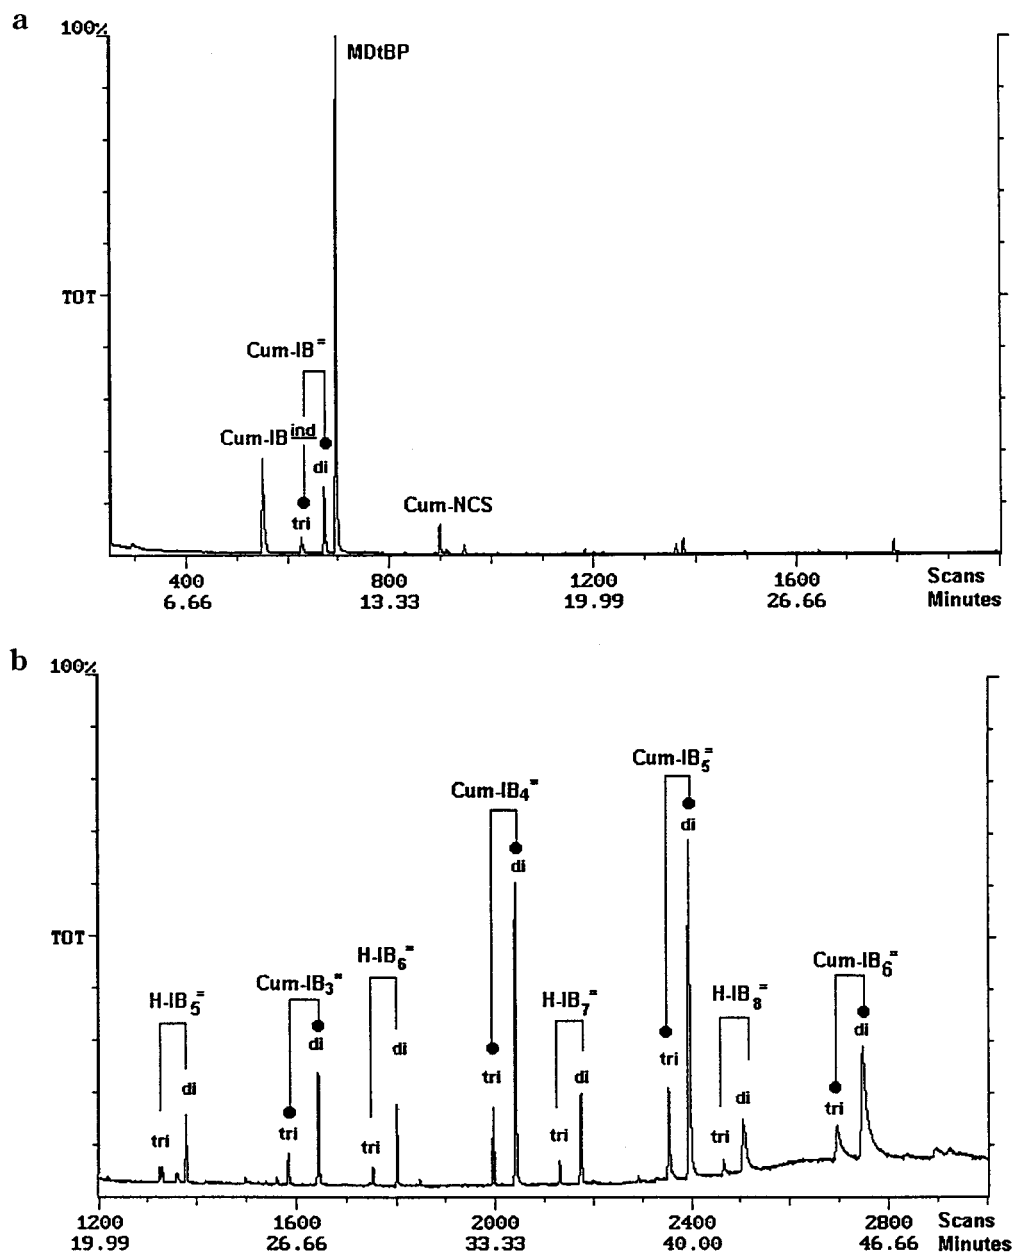 a
100%
MDtBP
TOT
Cum-IB=
Cum-IB ind
di
tri
Cum-NCS
400 800 1200 1600 Scans
6.66 13.33 19.99 26.66 Minutes
b
100%
Cum-IB5=
Cum-IB4=
di
di
TOT
H-IB6=
Cum-IB6=
Cum-IB3=
H-IB5=
H-IB7=
H-IB8=
di
di
di
tri
tri
di
di
di
tri
tri
tri
tri
tri
tri
1200 1600 2000 2400 2800 Scans
19.99 26.66 33.33 40.00 46.66 Minutes